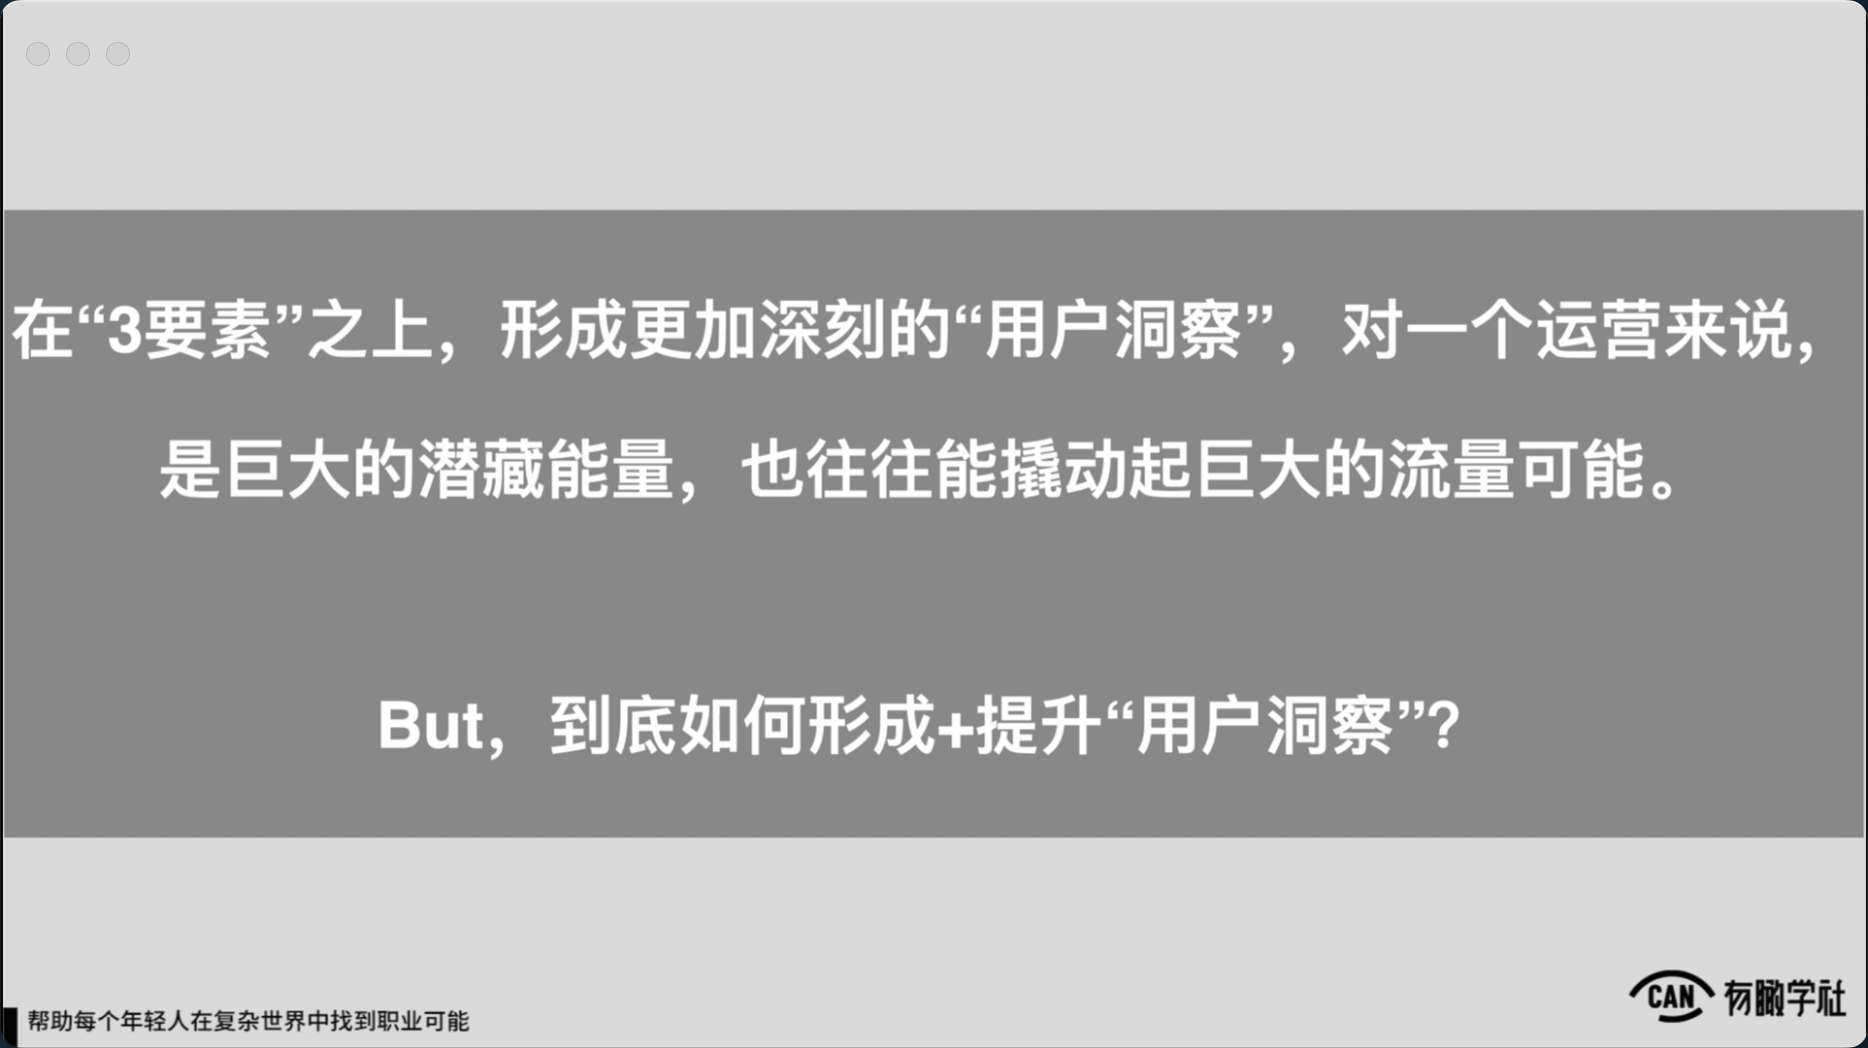 在“3要素”之上，形成更加深刻的“用户洞察”，对一个运营来说，
是巨大的潜藏能量，也往往能撬动起巨大的流量可能。
But，到底如何形成+提升“用户洞察”？
帮助每个年轻人在复杂世界中找到职业可能
CAN 有瞰学社